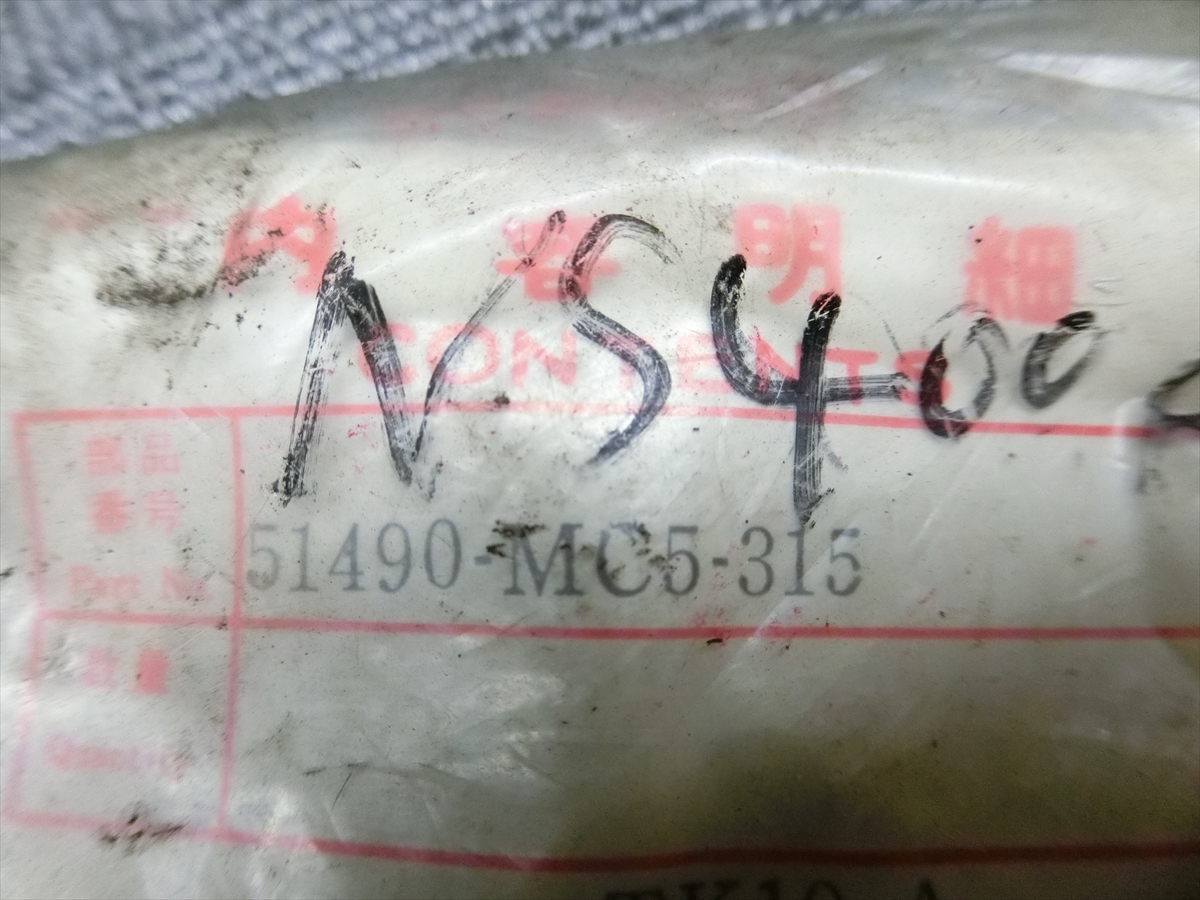 内容明細
NS400
CONTENTS
部品
番号
Part No.
51490-MC5-315
数量
Quantity